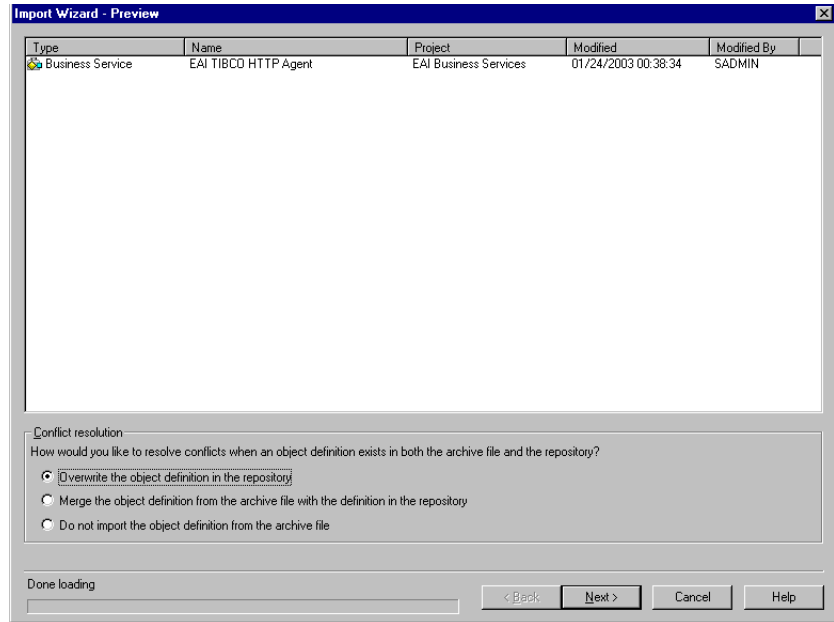 Import Wizard - Preview
Type Name Project Modified Modified By
Business Service EAI TIBCO HTTP Agent EAI Business Services 01/24/2003 00:38:34 SADMIN
Conflict resolution
How would you like to resolve conflicts when an object definition exists in both the archive file and the repository?
Overwrite the object definition in the repository
Merge the object definition from the archive file with the definition in the repository
Do not import the object definition from the archive file
Done loading
< Back Next > Cancel Help